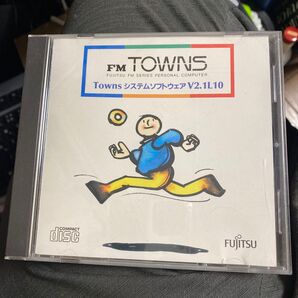 FM TOWNS
FUJITSU FM SERIES PERSONAL COMPUTER
Towns システムソフトウェア V2.1L10
COMPACT
disc
FUJITSU